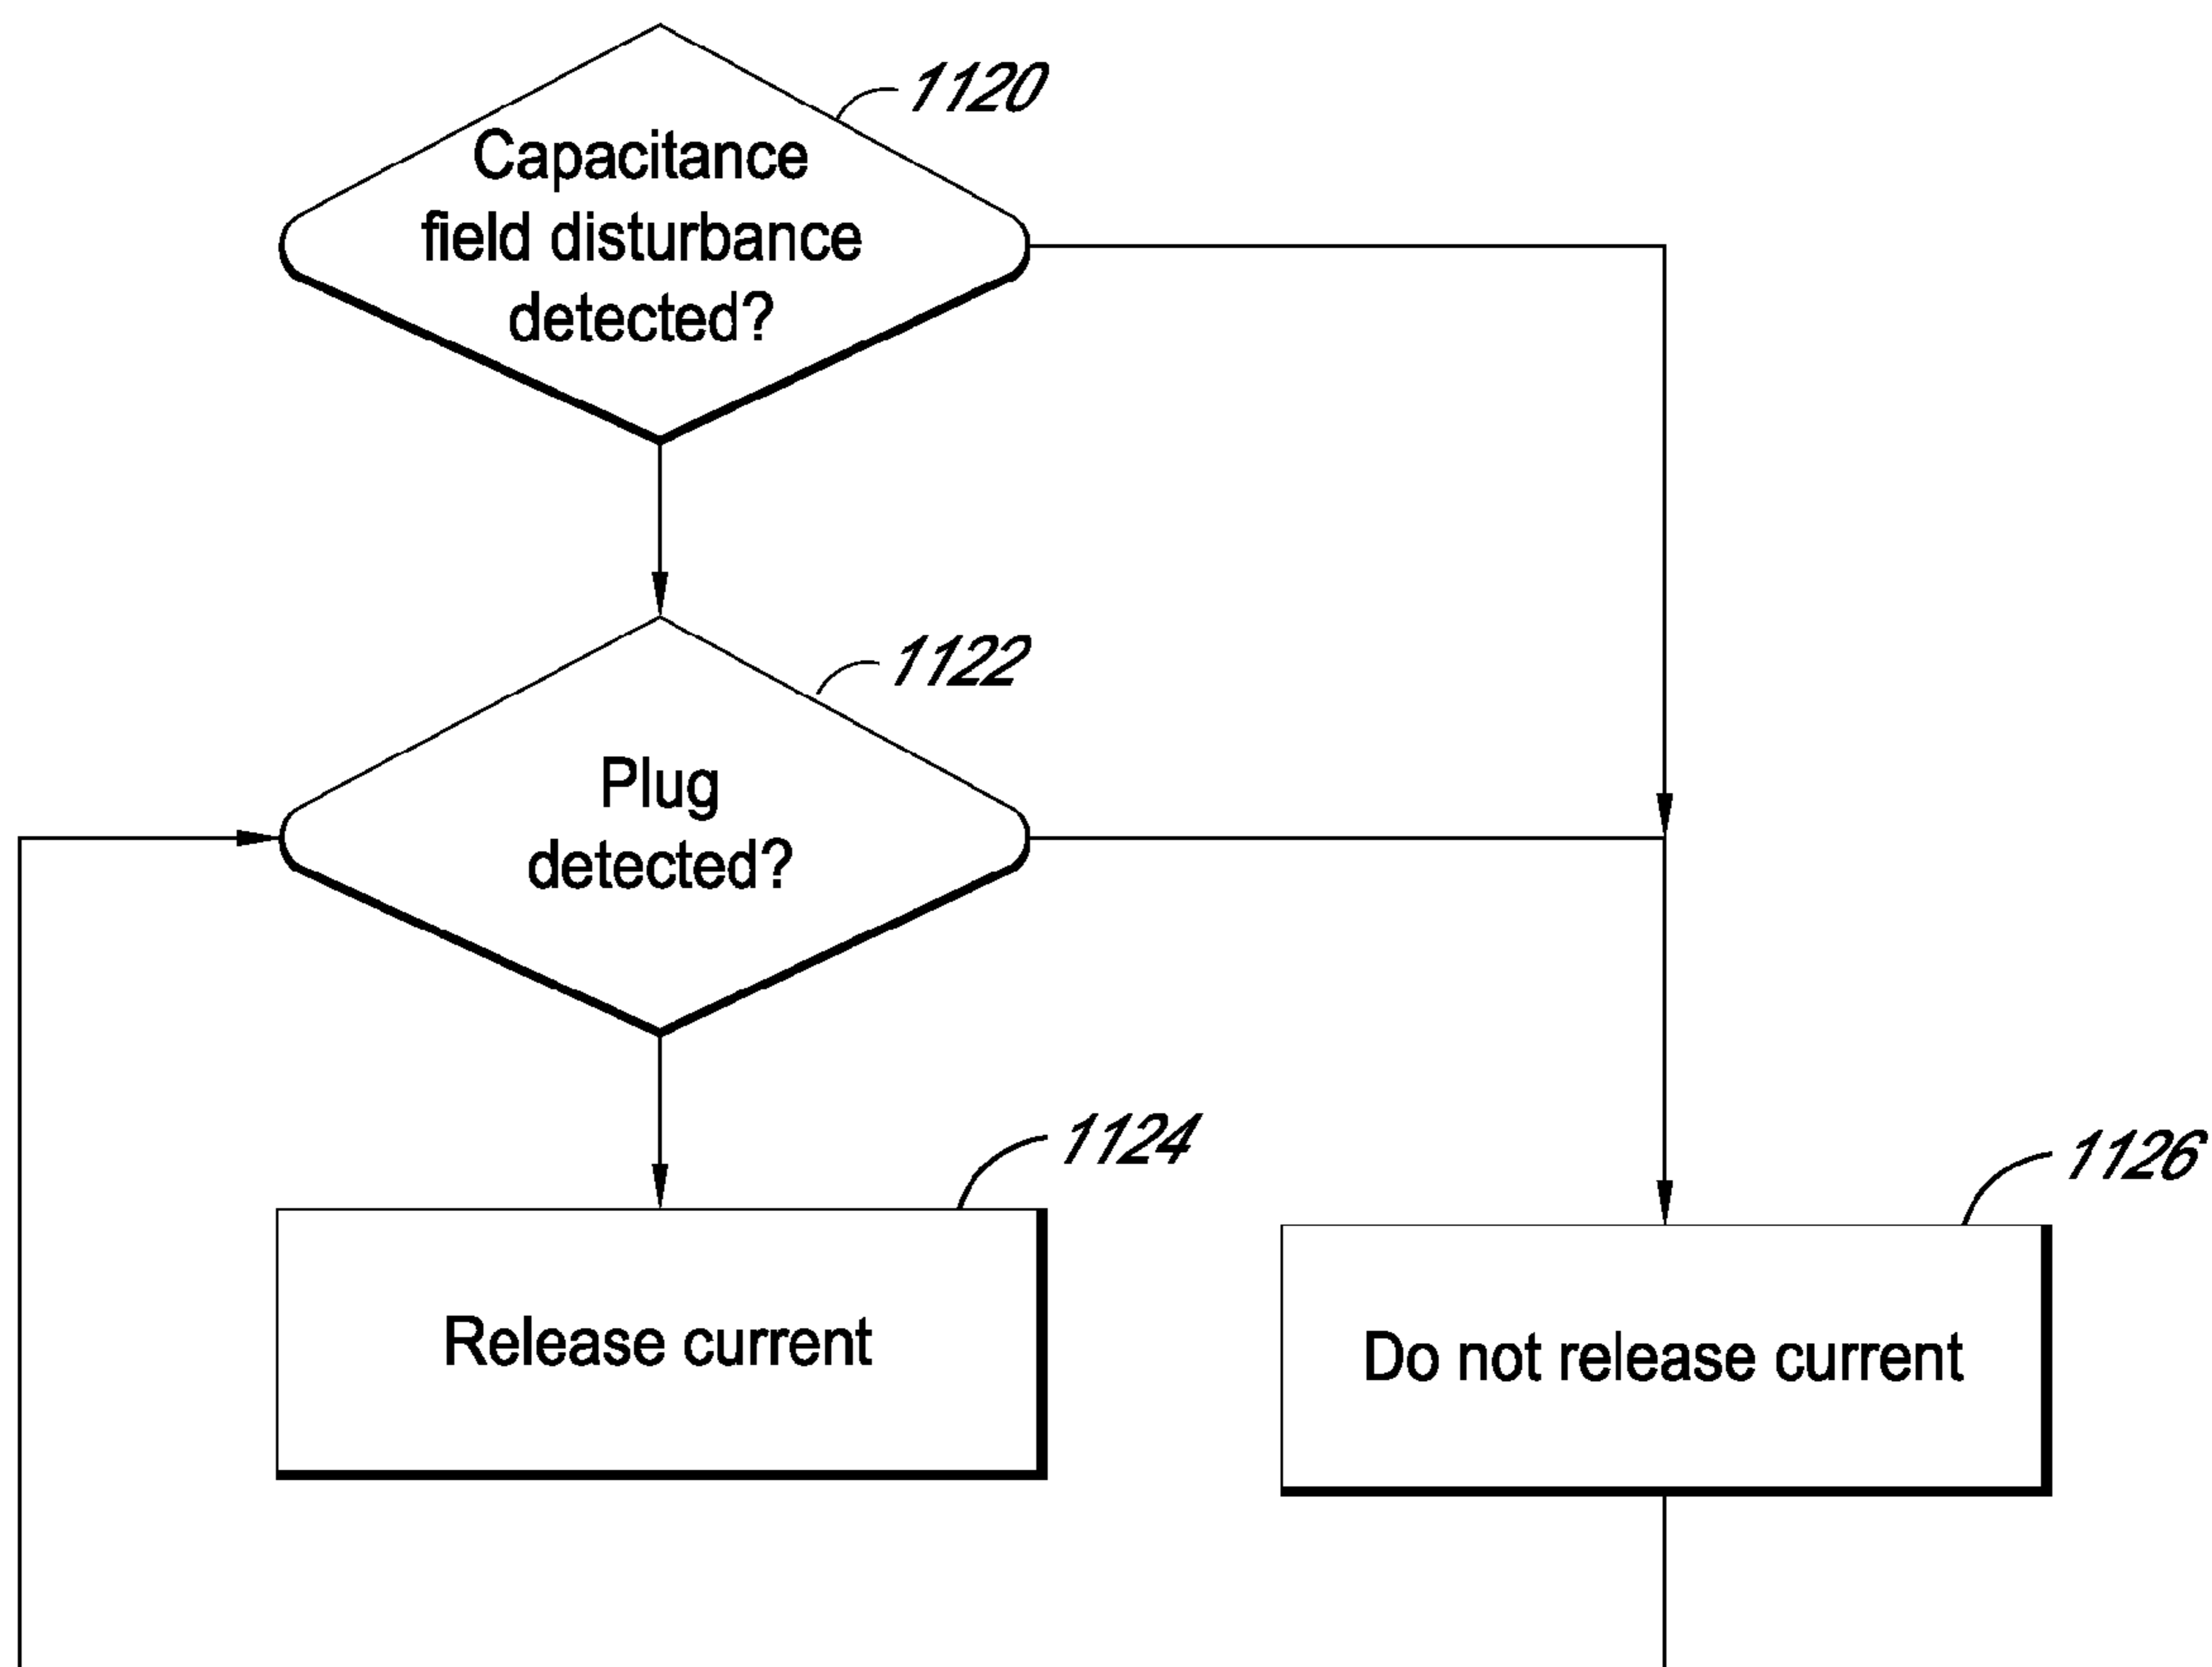 1120
Capacitance
field disturbance
detected?
1122
Plug
detected?
1124
Release current
1126
Do not release current